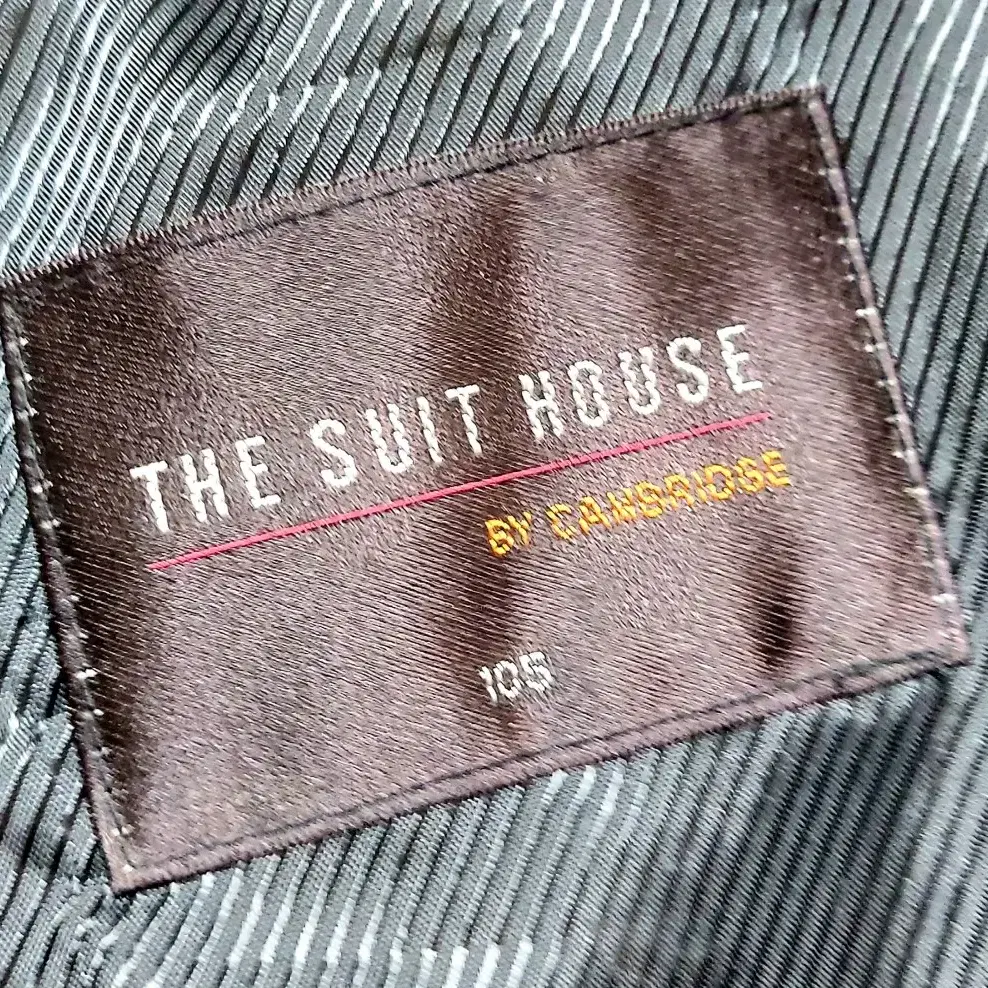 THE SUIT HOUSE
BY CAMBRIDGE
105